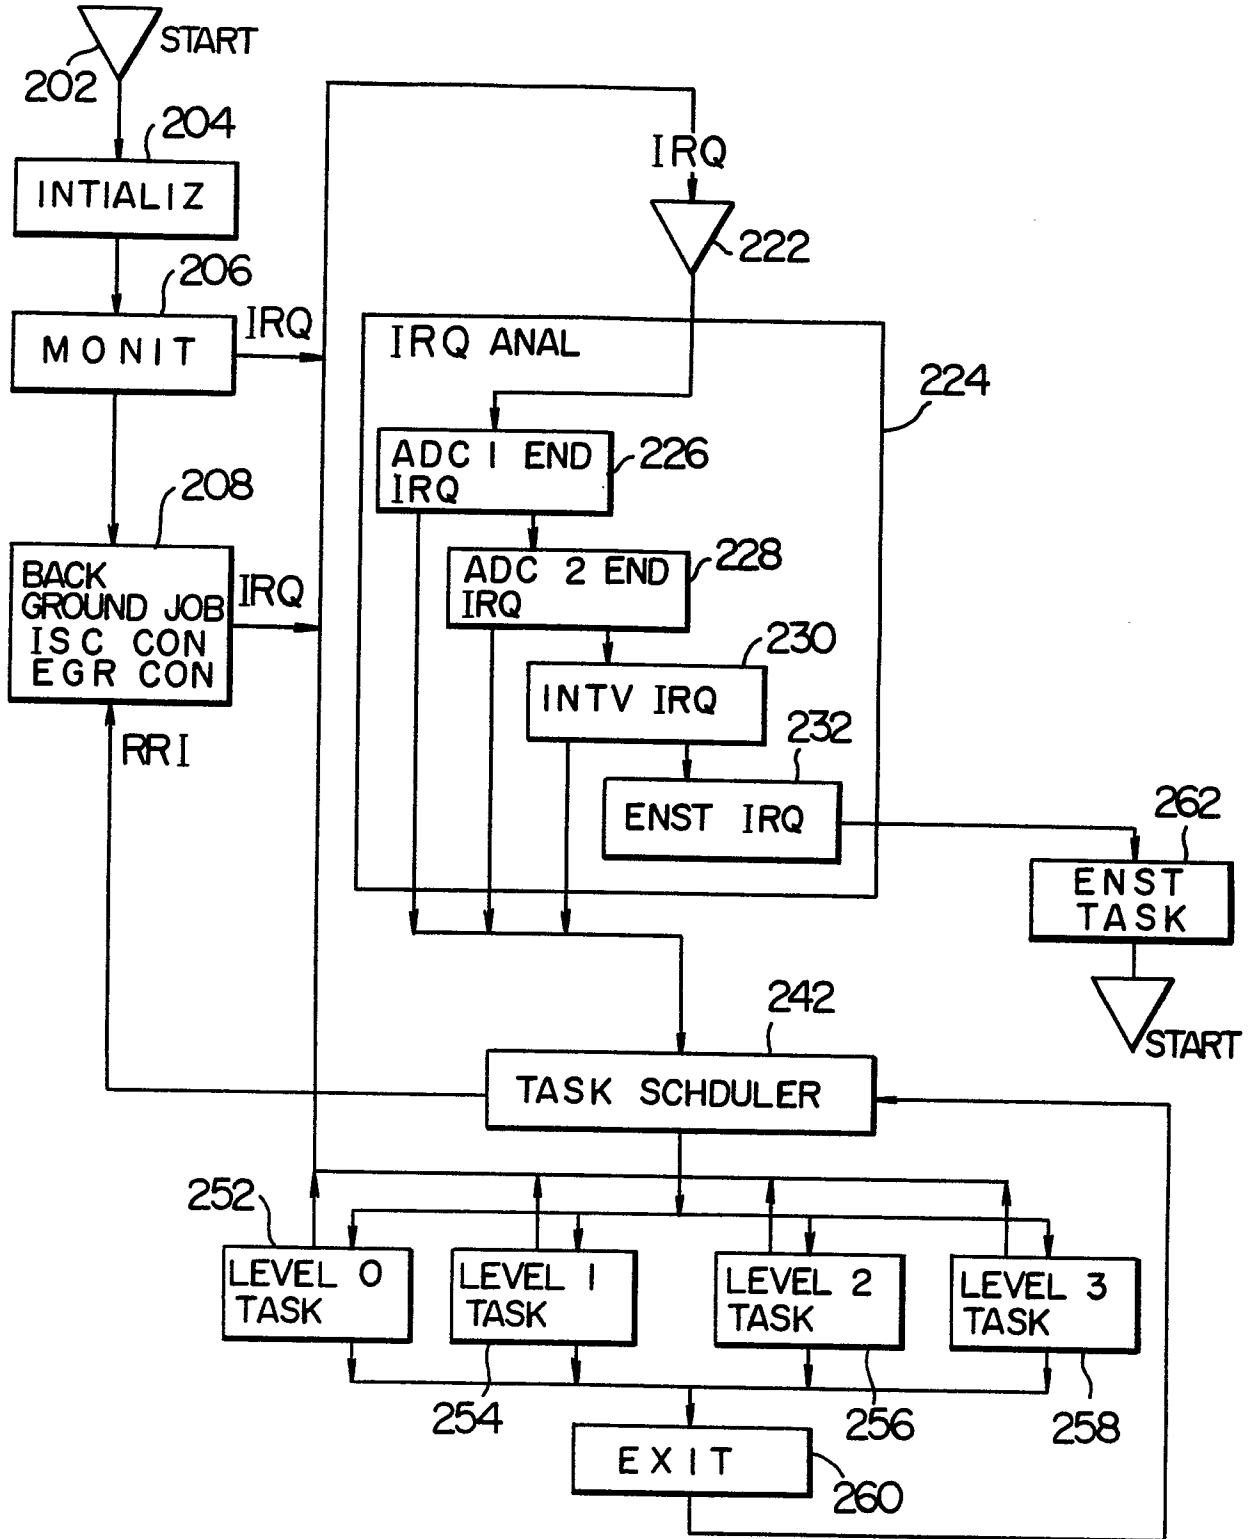 START
202
204
INTIALIZ
206
MONIT
IRQ
208
BACK
GROUND JOB
ISC CON
EGR CON
IRQ
RRI
IRQ
222
IRQ ANAL
224
ADC 1 END
IRQ
226
ADC 2 END
IRQ
228
230
INTV IRQ
232
ENST IRQ
262
ENST
TASK
START
242
TASK SCHDULER
252
LEVEL 0
TASK
LEVEL 1
TASK
LEVEL 2
TASK
LEVEL 3
TASK
254
256
258
EXIT
260